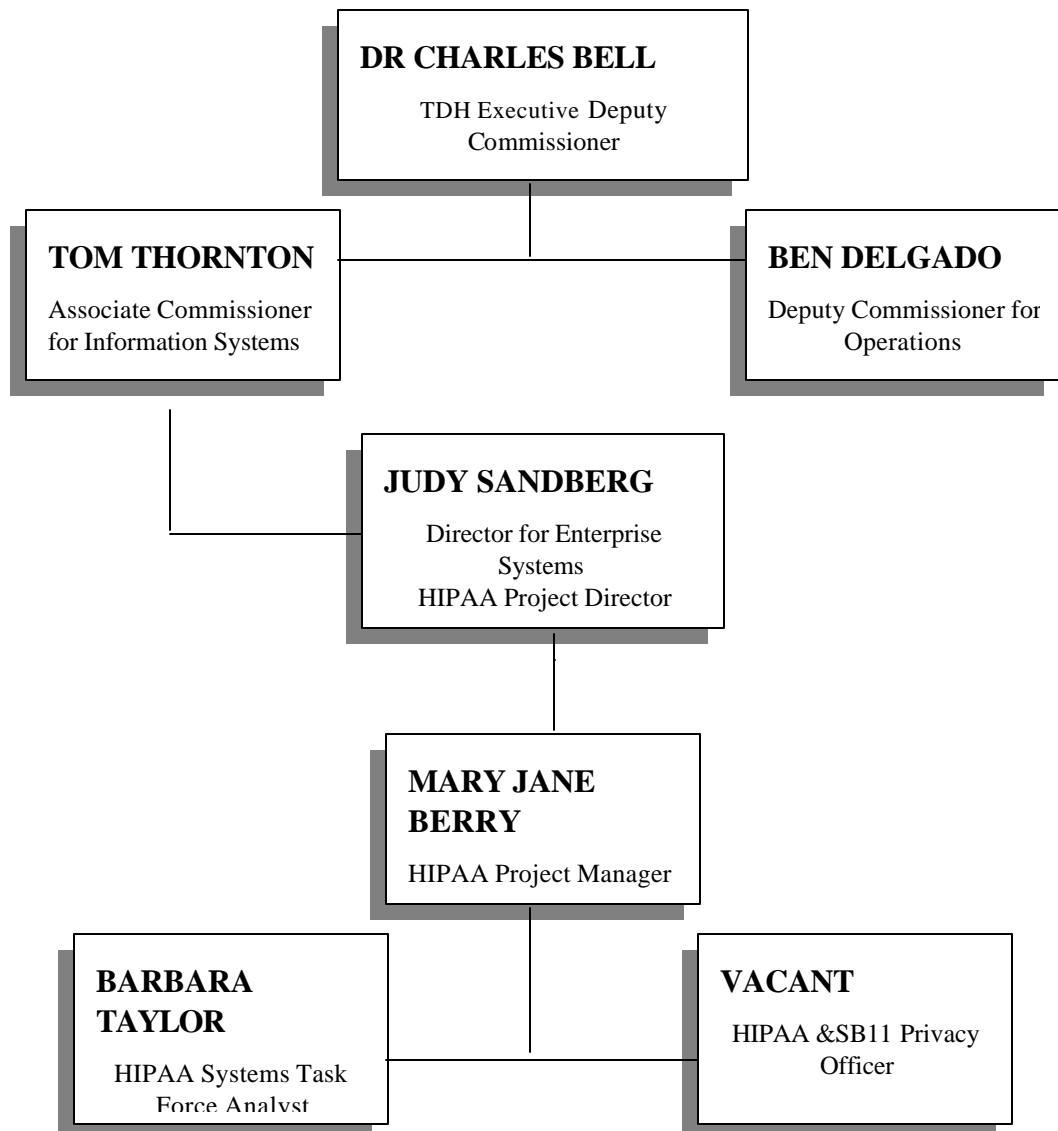 DR CHARLES BELL
TDH Executive Deputy
Commissioner
TOM THORNTON
Associate Commissioner
for Information Systems
BEN DELGADO
Deputy Commissioner for
Operations
JUDY SANDBERG
Director for Enterprise
Systems
HIPAA Project Director
MARY JANE
BERRY
HIPAA Project Manager
BARBARA
TAYLOR
HIPAA Systems Task
Force Analyst
VACANT
HIPAA &SB11 Privacy
Officer